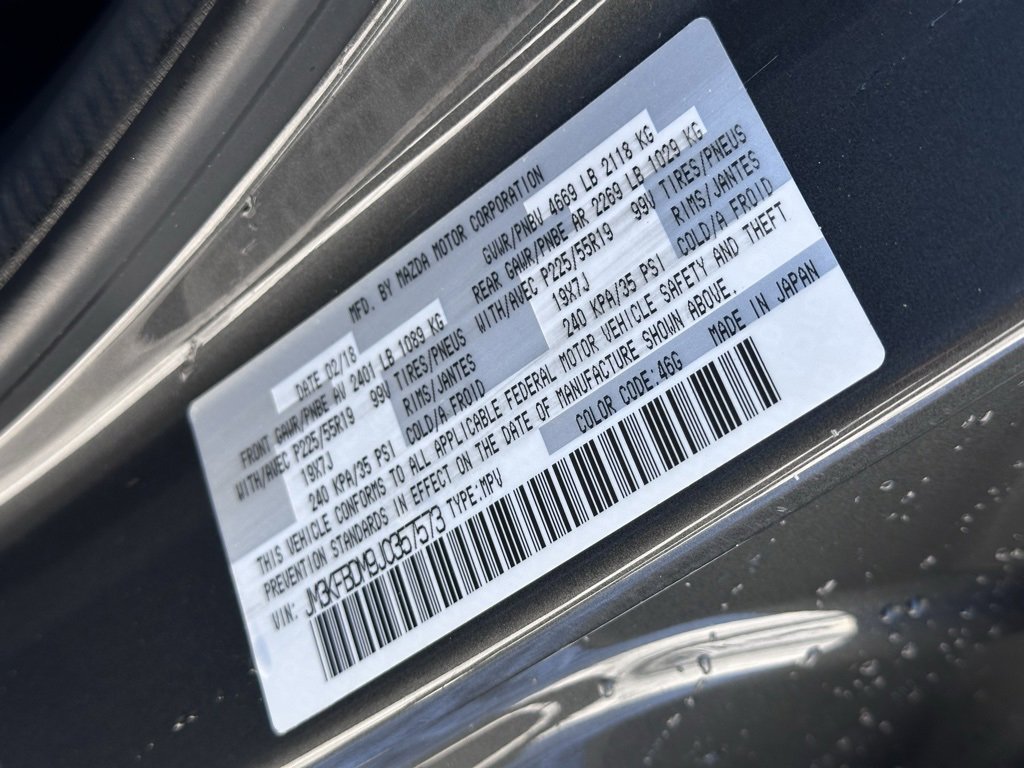 MFD. BY MAZDA MOTOR CORPORATION
DATE 02/18 GVWR/PNBV 4669 LB 2118 KG
FRONT GAWR/PNBE AV 2401 LB 1089 KG REAR GAWR/PNBE AR 2269 LB 1029 KG
WITH/AVEC P225/55R19 99V TIRES/PNEUS WITH/AVEC P225/55R19 99V TIRES/PNEUS
19X7J RIMS/JANTES 19X7J RIMS/JANTES
240 KPA/35 PSI COLD/A FROID 240 KPA/35 PSI COLD/A FROID
THIS VEHICLE CONFORMS TO ALL APPLICABLE FEDERAL MOTOR VEHICLE SAFETY AND THEFT
PREVENTION STANDARDS IN EFFECT ON THE DATE OF MANUFACTURE SHOWN ABOVE.
VIN: JM3KFBDM9J0357573 TYPE:MPV COLOR CODE:46G MADE IN JAPAN